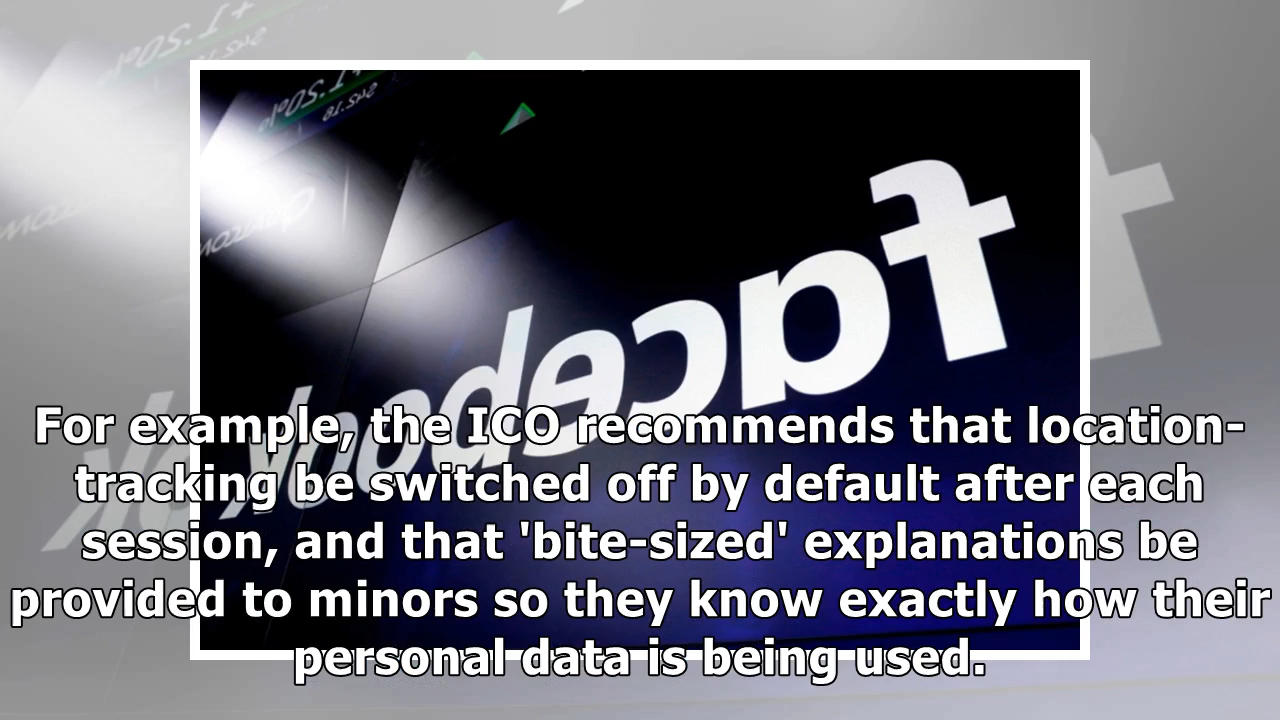 facebook
For example, the ICO recommends that location-
tracking be switched off by default after each
session, and that 'bite-sized' explanations be
provided to minors so they know exactly how their
personal data is being used.